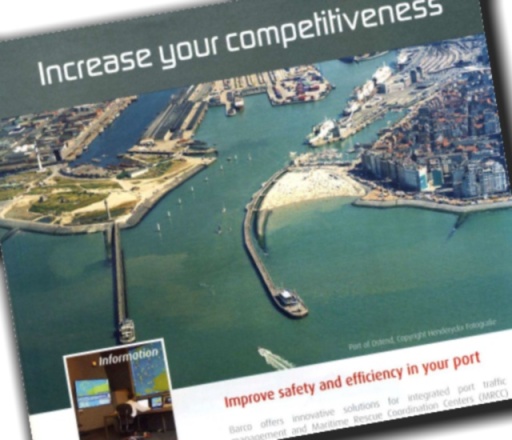 Increase your competitiveness
Port of Ostend, Copyright Henderyckx Fotografie
Information
Improve safety and efficiency in your port
Barco offers innovative solutions for integrated port traffic
management and Maritime Rescue Coordination Centers (MRCC)